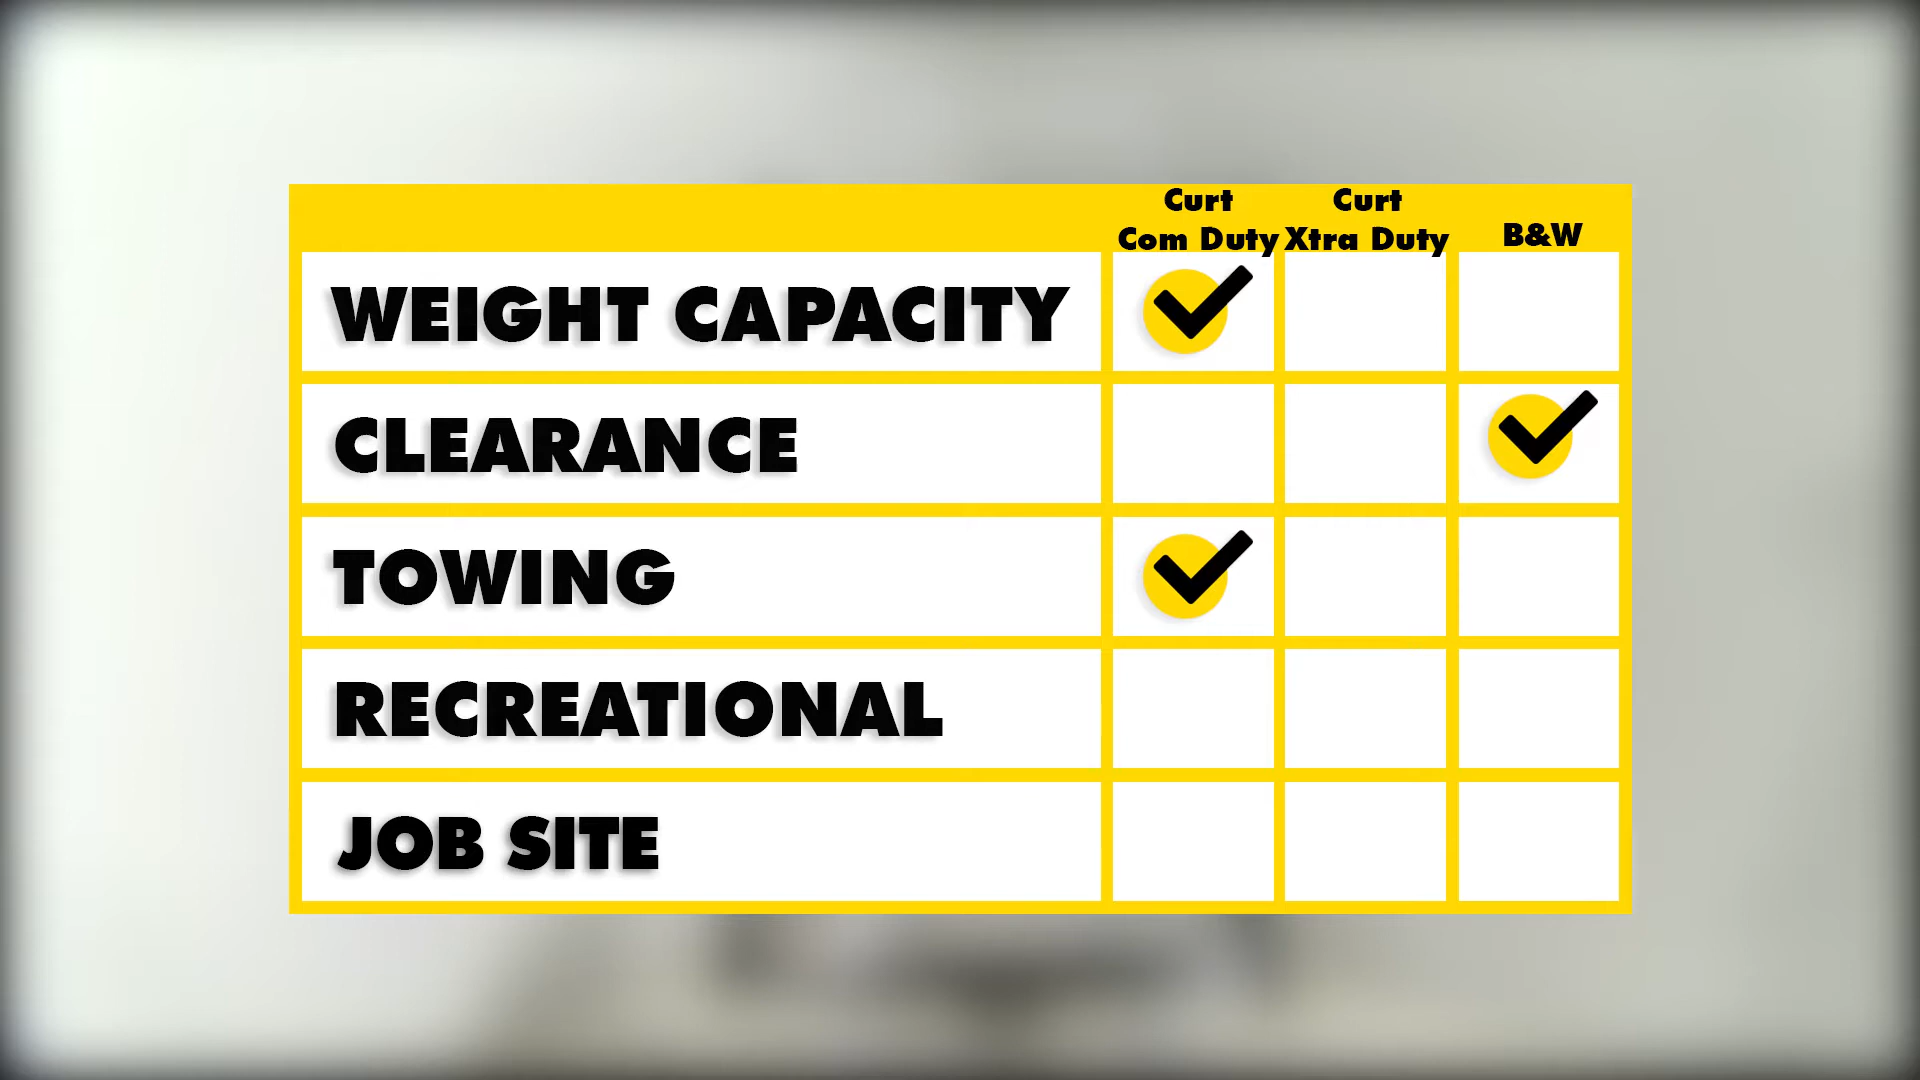 Curt
Com Duty
Curt
Xtra Duty
B&W
WEIGHT CAPACITY
CLEARANCE
TOWING
RECREATIONAL
JOB SITE